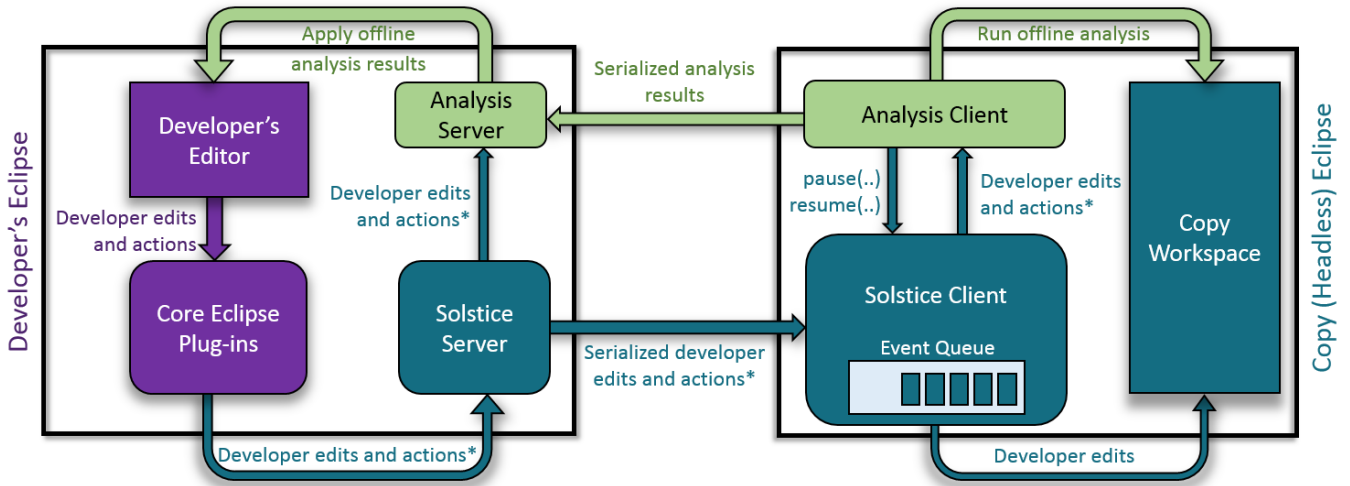 Developer's Eclipse
Apply offline
analysis results
Developer's
Editor
Analysis
Server
Developer edits
and actions
Developer edits
and actions*
Core Eclipse
Plug-ins
Solstice
Server
Developer edits and actions*
Serialized analysis
results
Serialized developer
edits and actions*
Run offline analysis
Analysis Client
pause(..)
resume(..)
Developer edits
and actions*
Solstice Client
Event Queue
Copy
Workspace
Developer edits
Copy (Headless) Eclipse